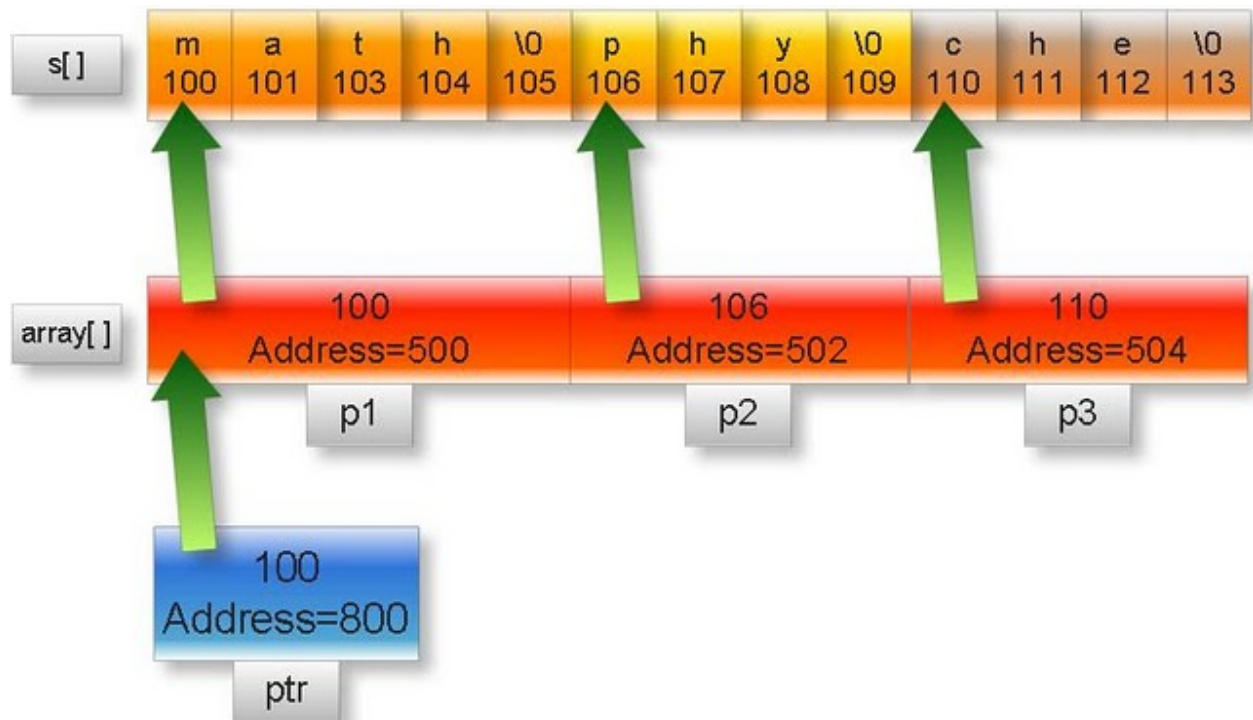 s[ ]
m a t h \0 p h y \0 c h e \0
100 101 103 104 105 106 107 108 109 110 111 112 113
array[ ]
100 106 110
Address=500 Address=502 Address=504
p1 p2 p3
100
Address=800
ptr